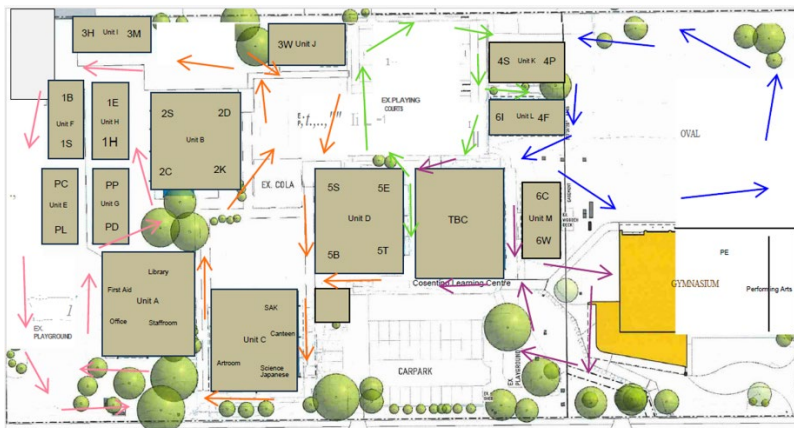 3H Unit I 3M
3W Unit J
4S Unit K 4P
1B
Unit F
1S
1E
Unit H
1H
2S 2D
Unit B
2C 2K
EX.PLAYING
COURTS
6I Unit L 4F
OVAL
PC
Unit E
PL
PP
Unit G
PD
EX. COLA
5S 5E
Unit D
5B 5T
TBC
6C
Unit M
6W
Cosentino Learning Centre
Library
First Aid
Unit A
Office Staffroom
SAK
Canteen
Unit C
Artroom
Science
Japanese
EX.
PLAYGROUND
CARPARK
EX.
PLAYGROUND
GYMNASIUM
PE
Performing Arts